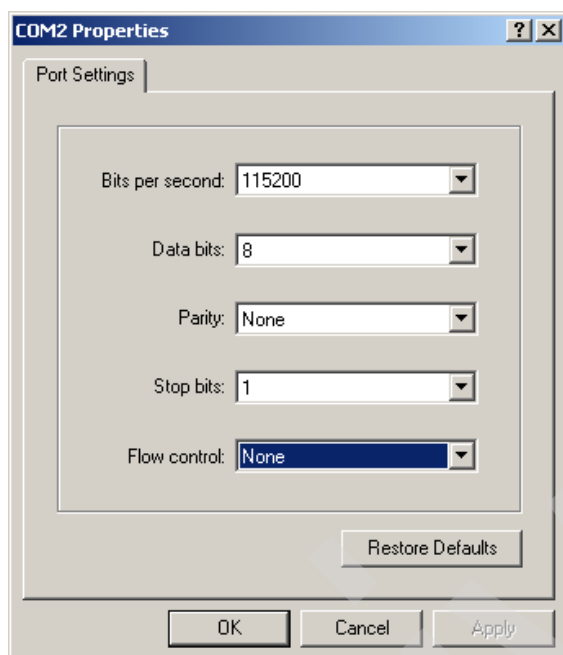 COM2 Properties
Port Settings
Bits per second: 115200
Data bits: 8
Parity: None
Stop bits: 1
Flow control: None
Restore Defaults
OK Cancel Apply